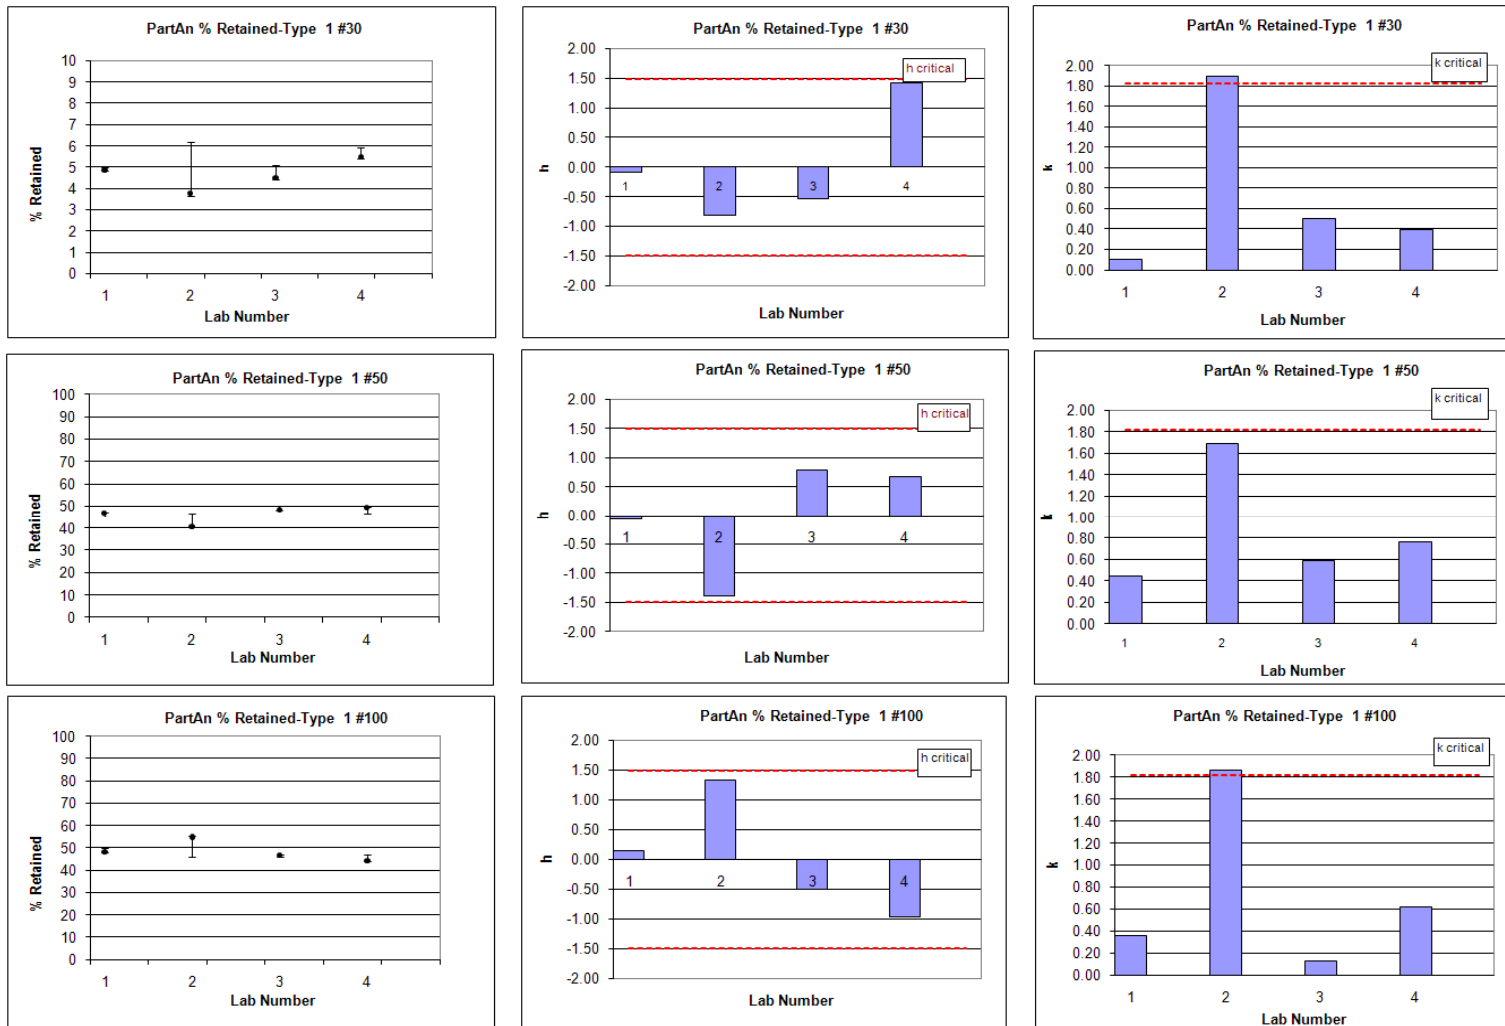 PartAn % Retained-Type 1 #30
10
9
8
7
6
5
4
3
2
1
0
% Retained
1 2 3 4
Lab Number
PartAn % Retained-Type 1 #30
h critical
2.00
1.50
1.00
0.50
0.00
-0.50
-1.00
-1.50
-2.00
h
1 2 3 4
Lab Number
PartAn % Retained-Type 1 #30
k critical
2.00
1.80
1.60
1.40
1.20
1.00
0.80
0.60
0.40
0.20
0.00
k
1 2 3 4
Lab Number
PartAn % Retained-Type 1 #50
100
90
80
70
60
50
40
30
20
10
0
% Retained
1 2 3 4
Lab Number
PartAn % Retained-Type 1 #50
h critical
2.00
1.50
1.00
0.50
0.00
-0.50
-1.00
-1.50
-2.00
h
1 2 3 4
Lab Number
PartAn % Retained-Type 1 #50
k critical
2.00
1.80
1.60
1.40
1.20
1.00
0.80
0.60
0.40
0.20
0.00
k
1 2 3 4
Lab Number
PartAn % Retained-Type 1 #100
100
90
80
70
60
50
40
30
20
10
0
% Retained
1 2 3 4
Lab Number
PartAn % Retained-Type 1 #100
h critical
2.00
1.50
1.00
0.50
0.00
-0.50
-1.00
-1.50
-2.00
h
1 2 3 4
Lab Number
PartAn % Retained-Type 1 #100
k critical
2.00
1.80
1.60
1.40
1.20
1.00
0.80
0.60
0.40
0.20
0.00
k
1 2 3 4
Lab Number